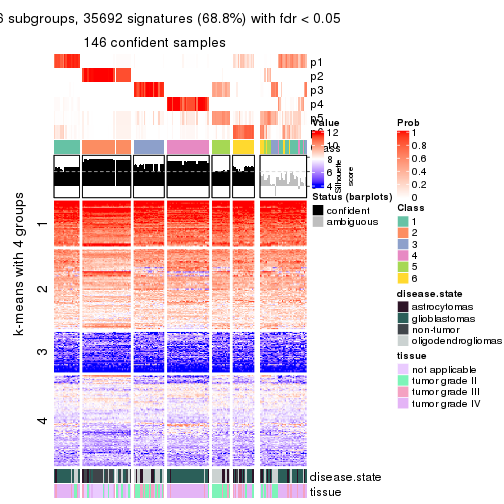 6 subgroups, 35692 signatures (68.8%) with fdr < 0.05
146 confident samples
p1
p2
p3
p4
p5
Value
12
10
8
6
4
Silhouette
score
Status (barplots)
confident
ambiguous
Prob
1
0.8
0.6
0.4
0.2
0
Class
1
2
3
4
5
6
disease.state
astrocytomas
glioblastomas
non-tumor
oligodendrogliomas
tissue
not applicable
tumor grade II
tumor grade III
tumor grade IV
k-means with 4 groups
1
2
3
4
disease.state
tissue